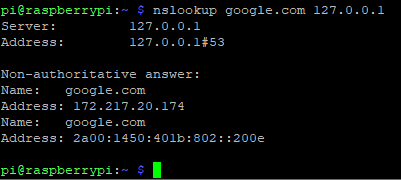 pi@raspberrypi:~ $ nslookup google.com 127.0.0.1
Server:         127.0.0.1
Address:        127.0.0.1#53

Non-authoritative answer:
Name:   google.com
Address: 172.217.20.174
Name:   google.com
Address: 2a00:1450:401b:802::200e

pi@raspberrypi:~ $